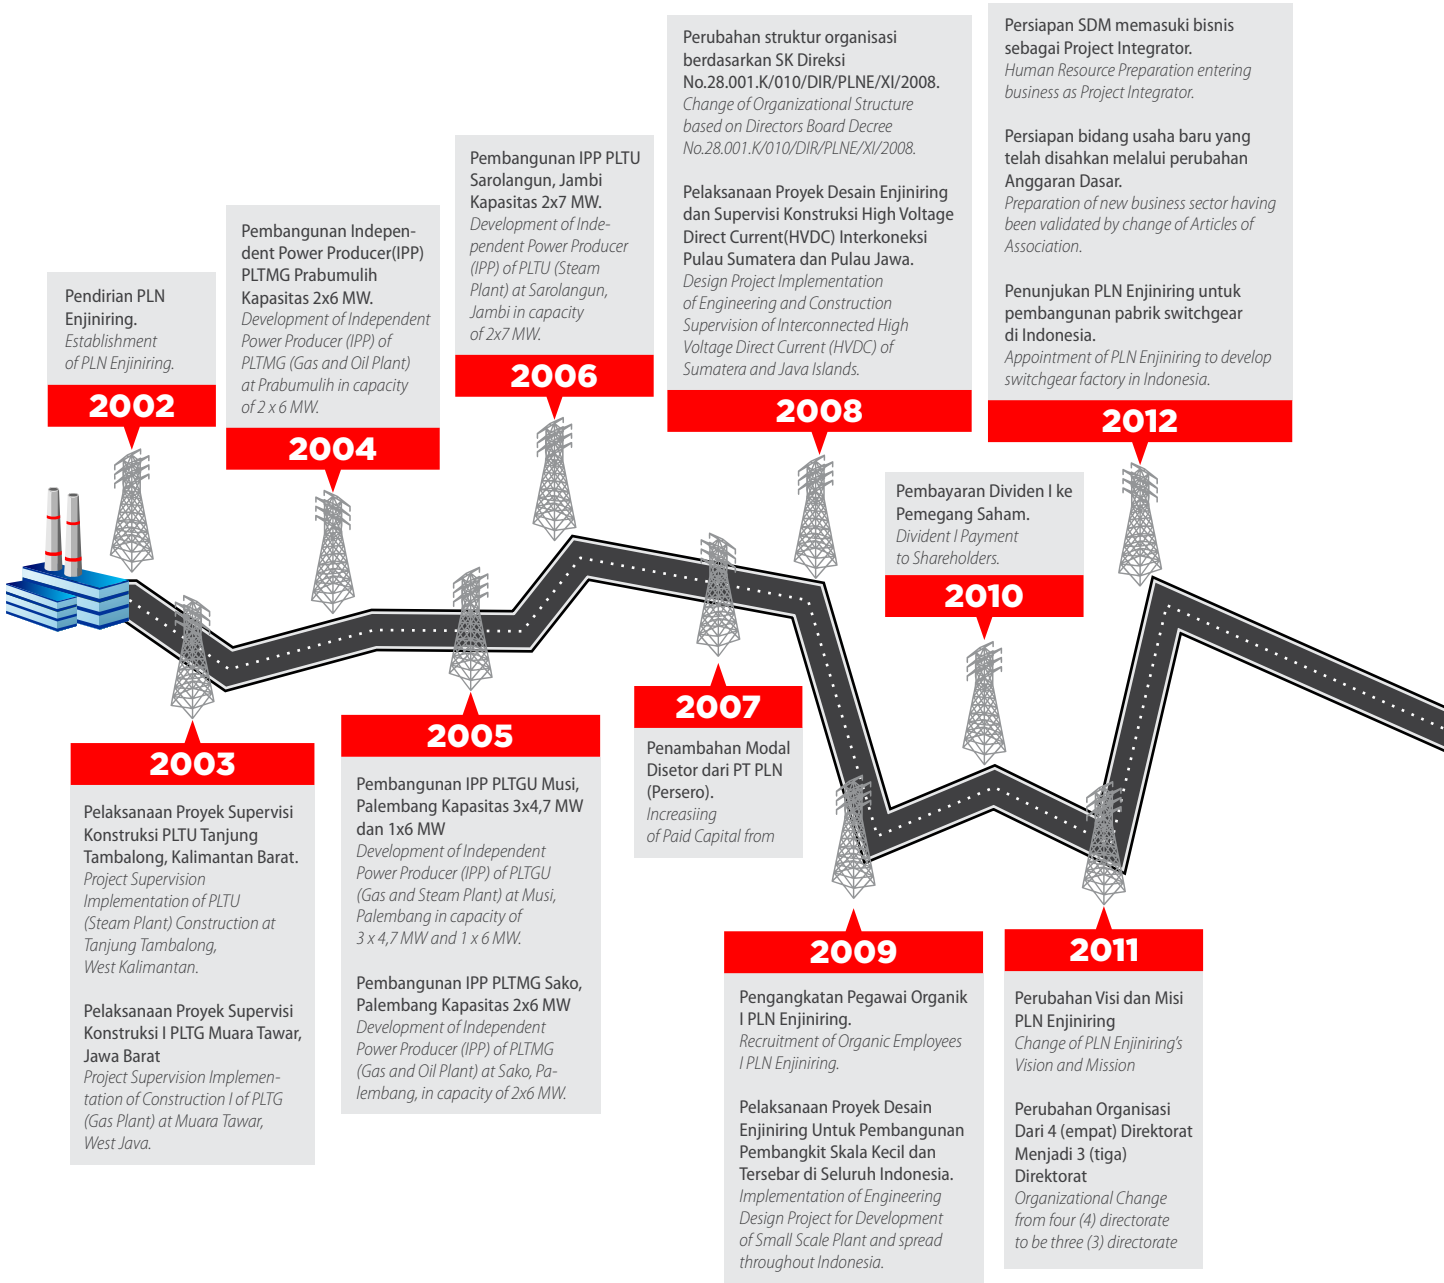 Pendirian PLN
Enjiniring.
Establishment
of PLN Enjiniring.
2002
Pelaksanaan Proyek Supervisi
Konstruksi PLTU Tanjung
Tambalong, Kalimantan Barat.
Project Supervision
Implementation of PLTU
(Steam Plant) Construction at
Tanjung Tambalong,
West Kalimantan.
Pelaksanaan Proyek Supervisi
Konstruksi I PLTG Muara Tawar,
Jawa Barat
Project Supervision Implemen-
tation of Construction I of PLTG
(Gas Plant) at Muara Tawar,
West Java.
2003
Pembangunan Indepen-
dent Power Producer(IPP)
PLTMG Prabumulih
Kapasitas 2x6 MW.
Development of Independent
Power Producer (IPP) of
PLTMG (Gas and Oil Plant)
at Prabumulih in capacity
of 2 x 6 MW.
2004
2005
Pembangunan IPP PLTGU Musi,
Palembang Kapasitas 3x4,7 MW
dan 1x6 MW
Development of Independent
Power Producer (IPP) of PLTGU
(Gas and Steam Plant) at Musi,
Palembang in capacity of
3 x 4,7 MW and 1 x 6 MW.
Pembangunan IPP PLTMG Sako,
Palembang Kapasitas 2x6 MW
Development of Independent
Power Producer (IPP) of PLTMG
(Gas and Oil Plant) at Sako, Pa-
lembang, in capacity of 2x6 MW.
Pembangunan IPP PLTU
Sarolangun, Jambi
Kapasitas 2x7 MW.
Development of Inde-
pendent Power Producer
(IPP) of PLTU (Steam
Plant) at Sarolangun,
Jambi in capacity
of 2x7 MW.
2006
2007
Penambahan Modal
Disetor dari PT PLN
(Persero).
Increasiing
of Paid Capital from
Perubahan struktur organisasi
berdasarkan SK Direksi
No.28.001.K/010/DIR/PLNE/XI/2008.
Change of Organizational Structure
based on Directors Board Decree
No.28.001.K/010/DIR/PLNE/XI/2008.
Pelaksanaan Proyek Desain Enjiniring
dan Supervisi Konstruksi High Voltage
Direct Current(HVDC) Interkoneksi
Pulau Sumatera dan Pulau Jawa.
Design Project Implementation
of Engineering and Construction
Supervision of Interconnected High
Voltage Direct Current (HVDC) of
Sumatera and Java Islands.
2008
2009
Pengangkatan Pegawai Organik
I PLN Enjiniring.
Recruitment of Organic Employees
I PLN Enjiniring.
Pelaksanaan Proyek Desain
Enjiniring Untuk Pembangunan
Pembangkit Skala Kecil dan
Tersebar di Seluruh Indonesia.
Implementation of Engineering
Design Project for Development
of Small Scale Plant and spread
throughout Indonesia.
Pembayaran Dividen I ke
Pemegang Saham.
Divident I Payment
to Shareholders.
2010
2011
Perubahan Visi dan Misi
PLN Enjiniring
Change of PLN Enjiniring's
Vision and Mission
Perubahan Organisasi
Dari 4 (empat) Direktorat
Menjadi 3 (tiga)
Direktorat
Organizational Change
from four (4) directorate
to be three (3) directorate
Persiapan SDM memasuki bisnis
sebagai Project Integrator.
Human Resource Preparation entering
business as Project Integrator.
Persiapan bidang usaha baru yang
telah disahkan melalui perubahan
Anggaran Dasar.
Preparation of new business sector having
been validated by change of Articles of
Association.
Penunjukan PLN Enjiniring untuk
pembangunan pabrik switchgear
di Indonesia.
Appointment of PLN Enjiniring to develop
switchgear factory in Indonesia.
2012